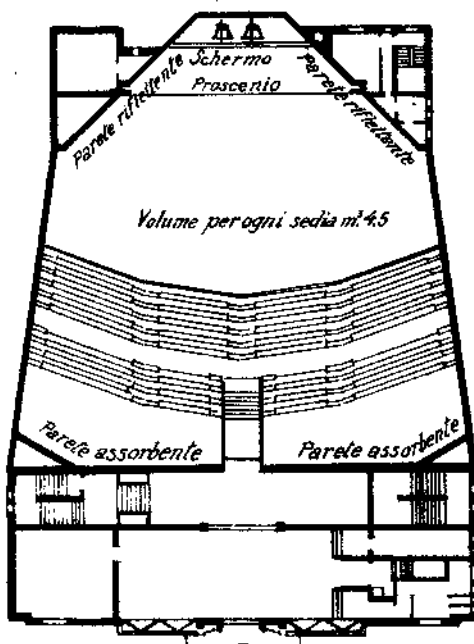 Schermo
Proscenio
Parete riflettente
Parete riflettente
Volume per ogni sedia m³ 4.5
Parete assorbente
Parete assorbente